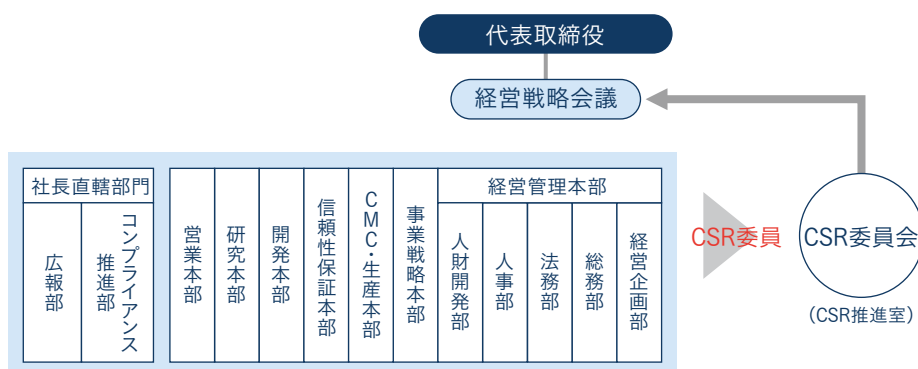 代表取締役
経営戦略会議
社長直轄部門
広報部
コンプライアンス
推進部
営業本部
研究本部
開発本部
信頼性保証本部
CMC・生産本部
事業戦略本部
経営管理本部
人財開発部
人事部
法務部
総務部
経営企画部
CSR委員
CSR委員会
(CSR推進室)